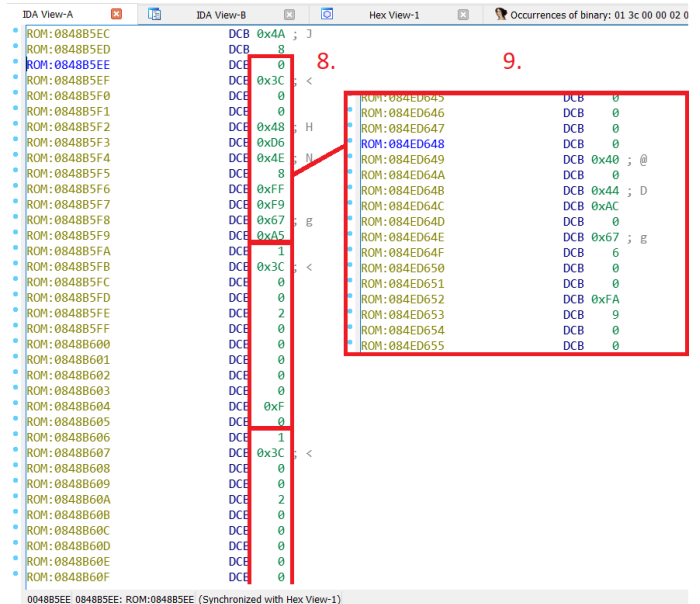 IDA View-A IDA View-B Hex View-1 Occurrences of binary: 01 3c 00 00 02 0
8. 9.
ROM:0848B5EC DCB 0x4A ; J
ROM:0848B5ED DCB 8
ROM:0848B5EE DCB 0
ROM:0848B5EF DCB 0x3C ; <
ROM:0848B5F0 DCB 0
ROM:0848B5F1 DCB 0
ROM:0848B5F2 DCB 0x48 ; H
ROM:0848B5F3 DCB 0xD6
ROM:0848B5F4 DCB 0x4E ; N
ROM:0848B5F5 DCB 8
ROM:0848B5F6 DCB 0xFF
ROM:0848B5F7 DCB 0xF9
ROM:0848B5F8 DCB 0x67 ; g
ROM:0848B5F9 DCB 0xA5
ROM:0848B5FA DCB 1
ROM:0848B5FB DCB 0x3C ; <
ROM:0848B5FC DCB 0
ROM:0848B5FD DCB 0
ROM:0848B5FE DCB 2
ROM:0848B5FF DCB 0
ROM:0848B600 DCB 0
ROM:0848B601 DCB 0
ROM:0848B602 DCB 0
ROM:0848B603 DCB 0
ROM:0848B604 DCB 0xF
ROM:0848B605 DCB 0
ROM:0848B606 DCB 1
ROM:0848B607 DCB 0x3C ; <
ROM:0848B608 DCB 0
ROM:0848B609 DCB 0
ROM:0848B60A DCB 2
ROM:0848B60B DCB 0
ROM:0848B60C DCB 0
ROM:0848B60D DCB 0
ROM:0848B60E DCB 0
ROM:0848B60F DCB 0
ROM:084ED645 DCB 0
ROM:084ED646 DCB 0
ROM:084ED647 DCB 0
ROM:084ED648 DCB 0
ROM:084ED649 DCB 0x40 ; @
ROM:084ED64A DCB 0
ROM:084ED64B DCB 0x44 ; D
ROM:084ED64C DCB 0xAC
ROM:084ED64D DCB 0
ROM:084ED64E DCB 0x67 ; g
ROM:084ED64F DCB 6
ROM:084ED650 DCB 0
ROM:084ED651 DCB 0
ROM:084ED652 DCB 0xFA
ROM:084ED653 DCB 9
ROM:084ED654 DCB 0
ROM:084ED655 DCB 0
0048B5EE 0848B5EE: ROM:0848B5EE (Synchronized with Hex View-1)